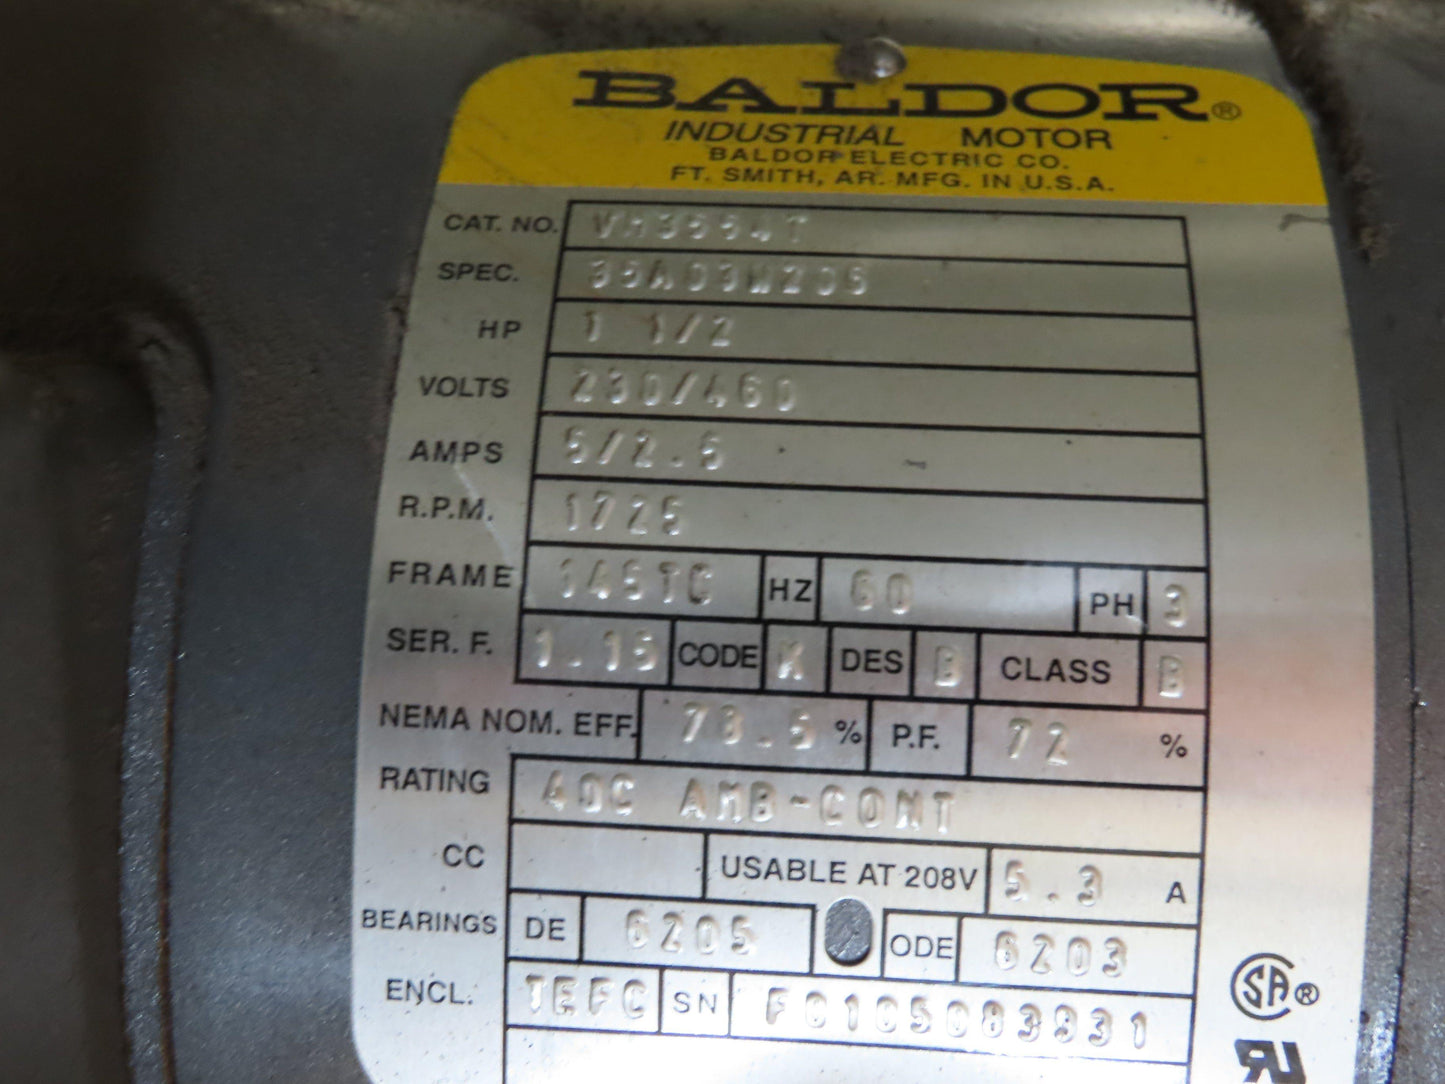 BALDOR®
INDUSTRIAL MOTOR
BALDOR ELECTRIC CO.
FT. SMITH, AR. MFG. IN U.S.A.
CAT. NO.
SPEC.
HP 1 1/2
VOLTS 230/460
AMPS 5/2.5
R.P.M. 1725
FRAME 145TC HZ 60 PH 3
SER. F. 1.15 CODE K DES B CLASS B
NEMA NOM. EFF. 78.5 % P.F. 72 %
RATING 40C AMB-CONT
CC USABLE AT 208V 5.3 A
BEARINGS DE 6205 ODE 6203
ENCL. TEFC SN
SA®